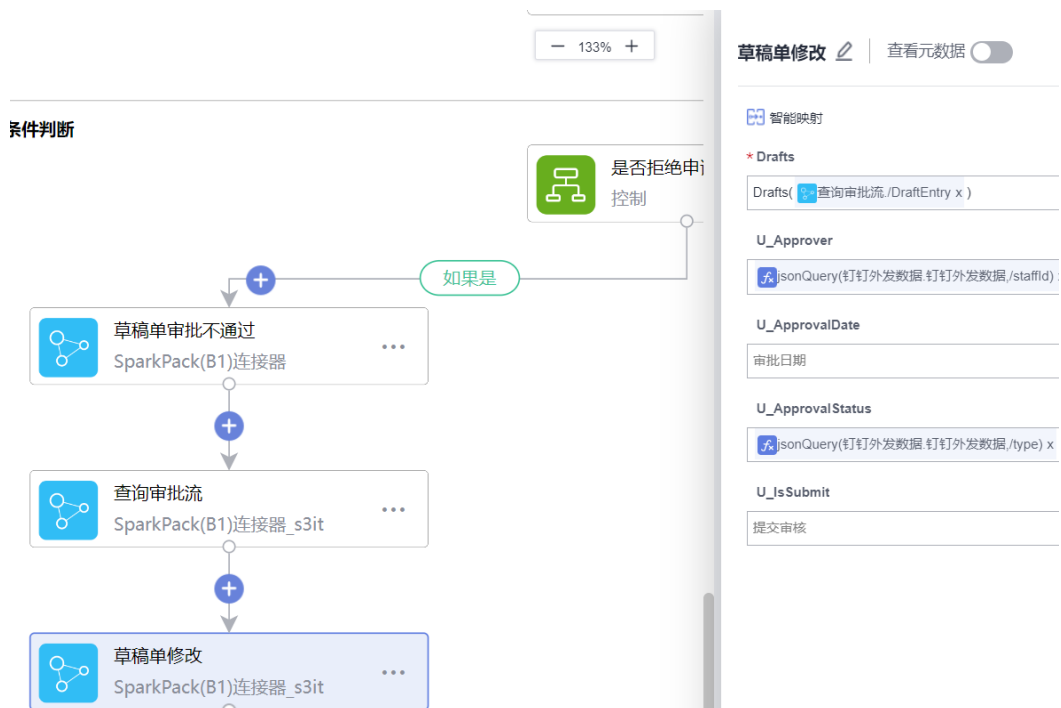 133%
条件判断
是否拒绝申
控制
如果是
草稿单审批不通过
SparkPack(B1)连接器
查询审批流
SparkPack(B1)连接器_s3it
草稿单修改
SparkPack(B1)连接器_s3it
草稿单修改 查看元数据
智能映射
* Drafts
Drafts( 查询审批流./DraftEntry x )
U_Approver
fx jsonQuery(钉钉外发数据.钉钉外发数据,/staffId)
U_ApprovalDate
审批日期
U_ApprovalStatus
fx jsonQuery(钉钉外发数据.钉钉外发数据,/type) x
U_IsSubmit
提交审核